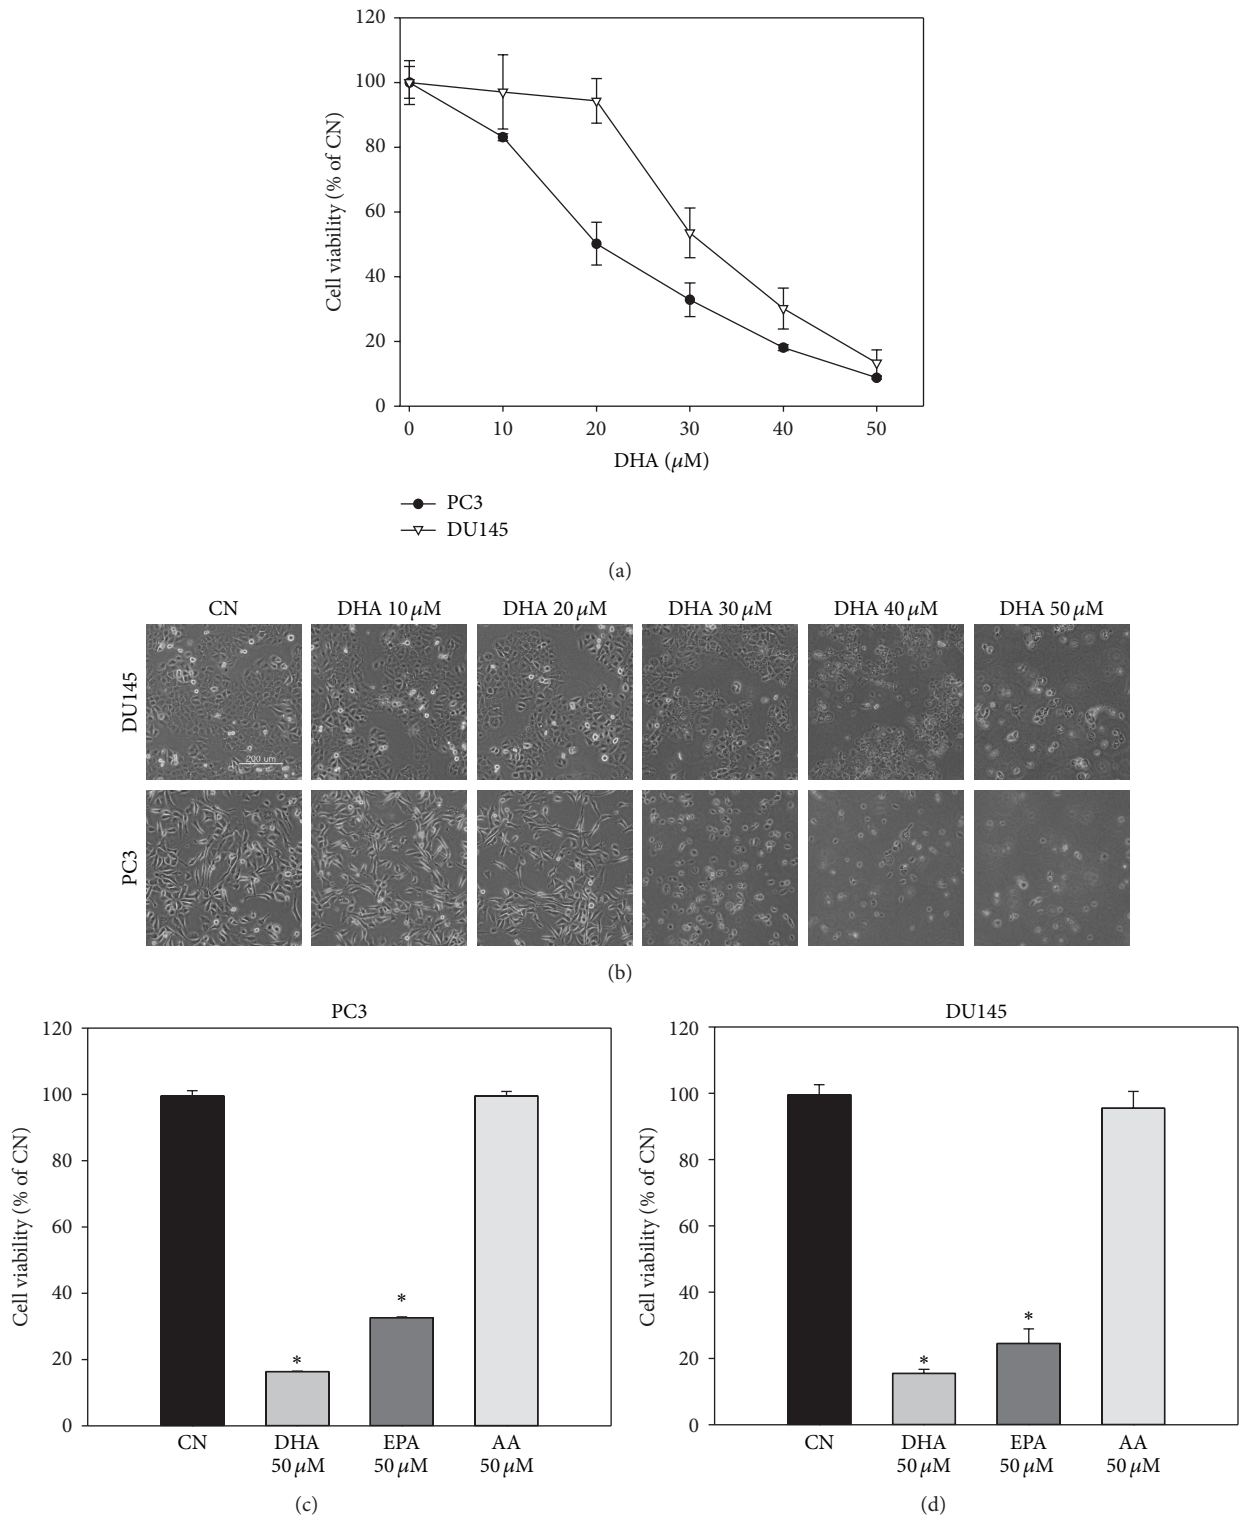 120
100
80
60
40
20
0
Cell viability (% of CN)
0 10 20 30 40 50
DHA (μM)
PC3
DU145
(a)
CN DHA 10 μM DHA 20 μM DHA 30 μM DHA 40 μM DHA 50 μM
DU145
200 um
PC3
(b)
PC3
120
100
80
60
40
20
0
Cell viability (% of CN)
*
*
CN DHA EPA AA
50 μM 50 μM 50 μM
(c)
DU145
120
100
80
60
40
20
0
Cell viability (% of CN)
*
*
CN DHA EPA AA
50 μM 50 μM 50 μM
(d)